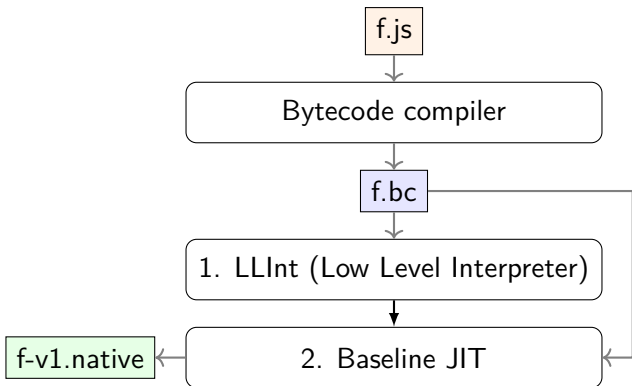 f.js
Bytecode compiler
f.bc
1. LLInt (Low Level Interpreter)
f-v1.native
2. Baseline JIT